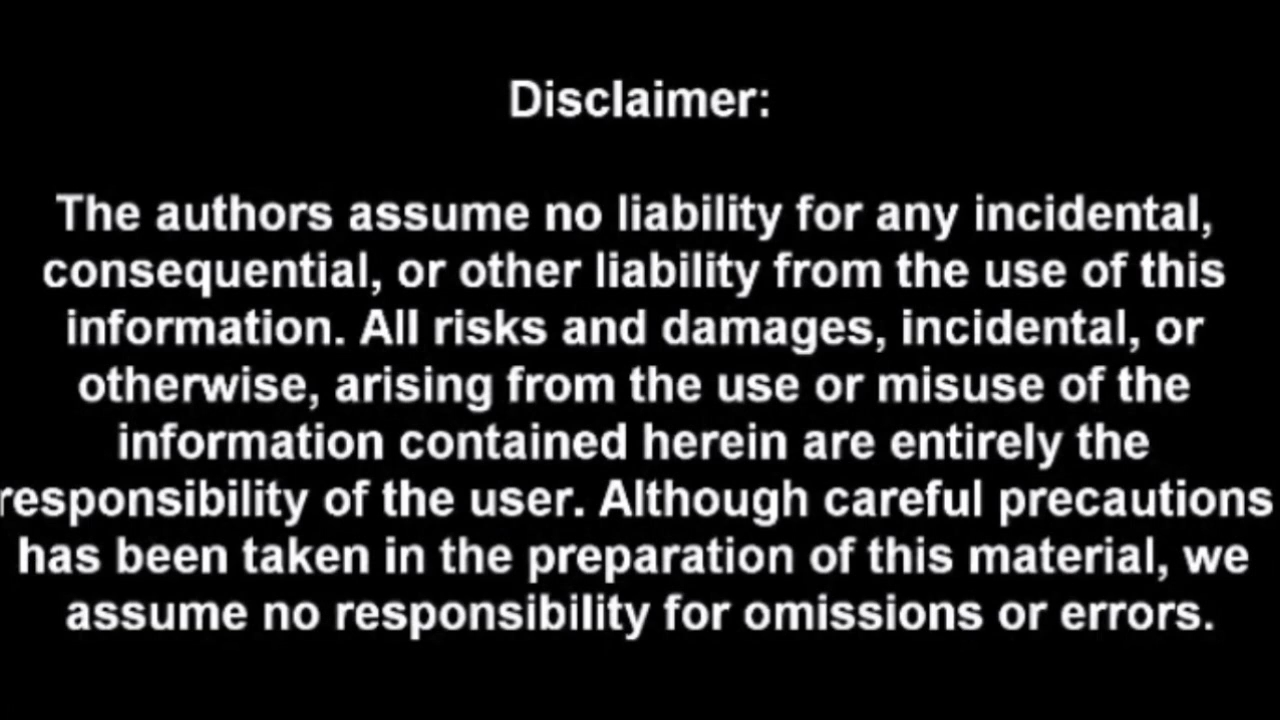 Disclaimer:
The authors assume no liability for any incidental,
consequential, or other liability from the use of this
information. All risks and damages, incidental, or
otherwise, arising from the use or misuse of the
information contained herein are entirely the
responsibility of the user. Although careful precautions
has been taken in the preparation of this material, we
assume no responsibility for omissions or errors.